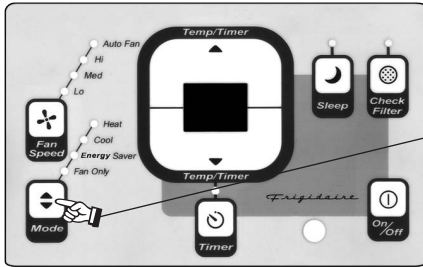 Temp/Timer
Auto Fan
Hi
Med
Lo
Fan
Speed
Heat
Cool
Energy Saver
Fan Only
Mode
Temp/Timer
Timer
Sleep
Check
Filter
Frigidaire
On/Off